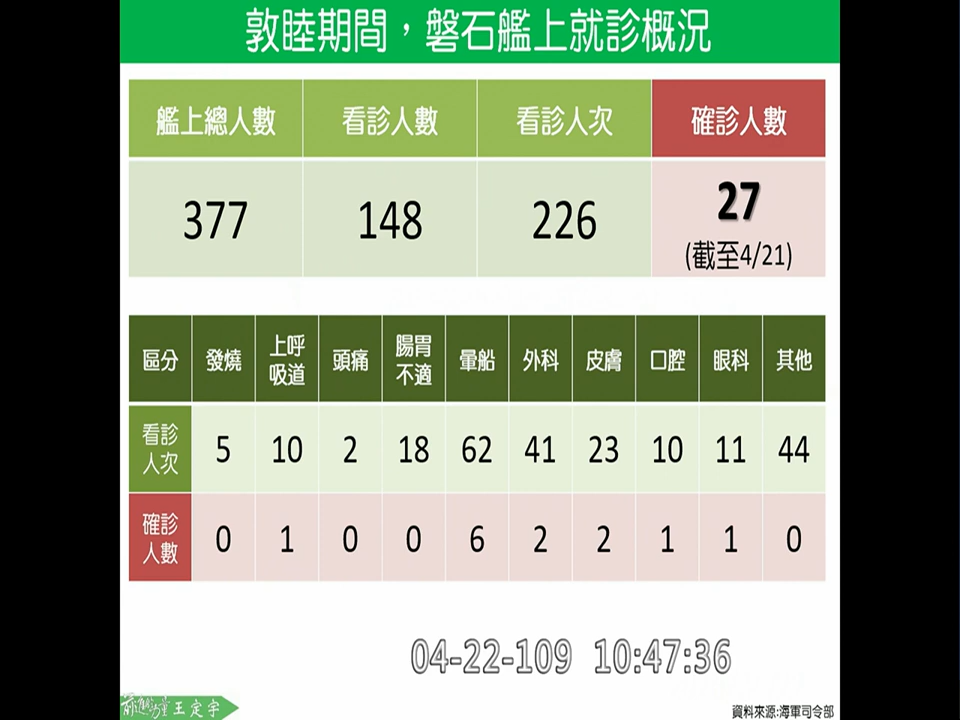 敦睦期間，磐石艦上就診概況
艦上總人數 看診人數 看診人次 確診人數
377 148 226 27
(截至4/21)
區分 發燒 上呼吸道 頭痛 腸胃不適 暈船 外科 皮膚 口腔 眼科 其他
看診人次 5 10 2 18 62 41 23 10 11 44
確診人數 0 1 0 0 6 2 2 1 1 0
04-22-109 10:47:36
王定宇
資料來源:海軍司令部